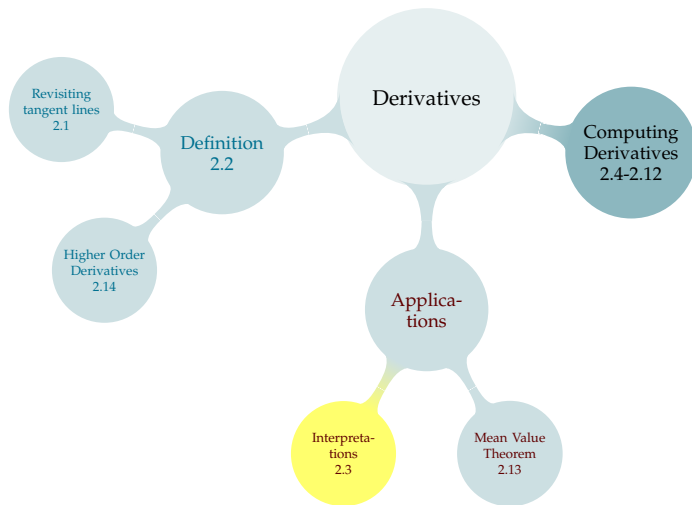 Derivatives
Revisiting
tangent lines
2.1
Definition
2.2
Computing
Derivatives
2.4-2.12
Higher Order
Derivatives
2.14
Applica-
tions
Interpreta-
tions
2.3
Mean Value
Theorem
2.13